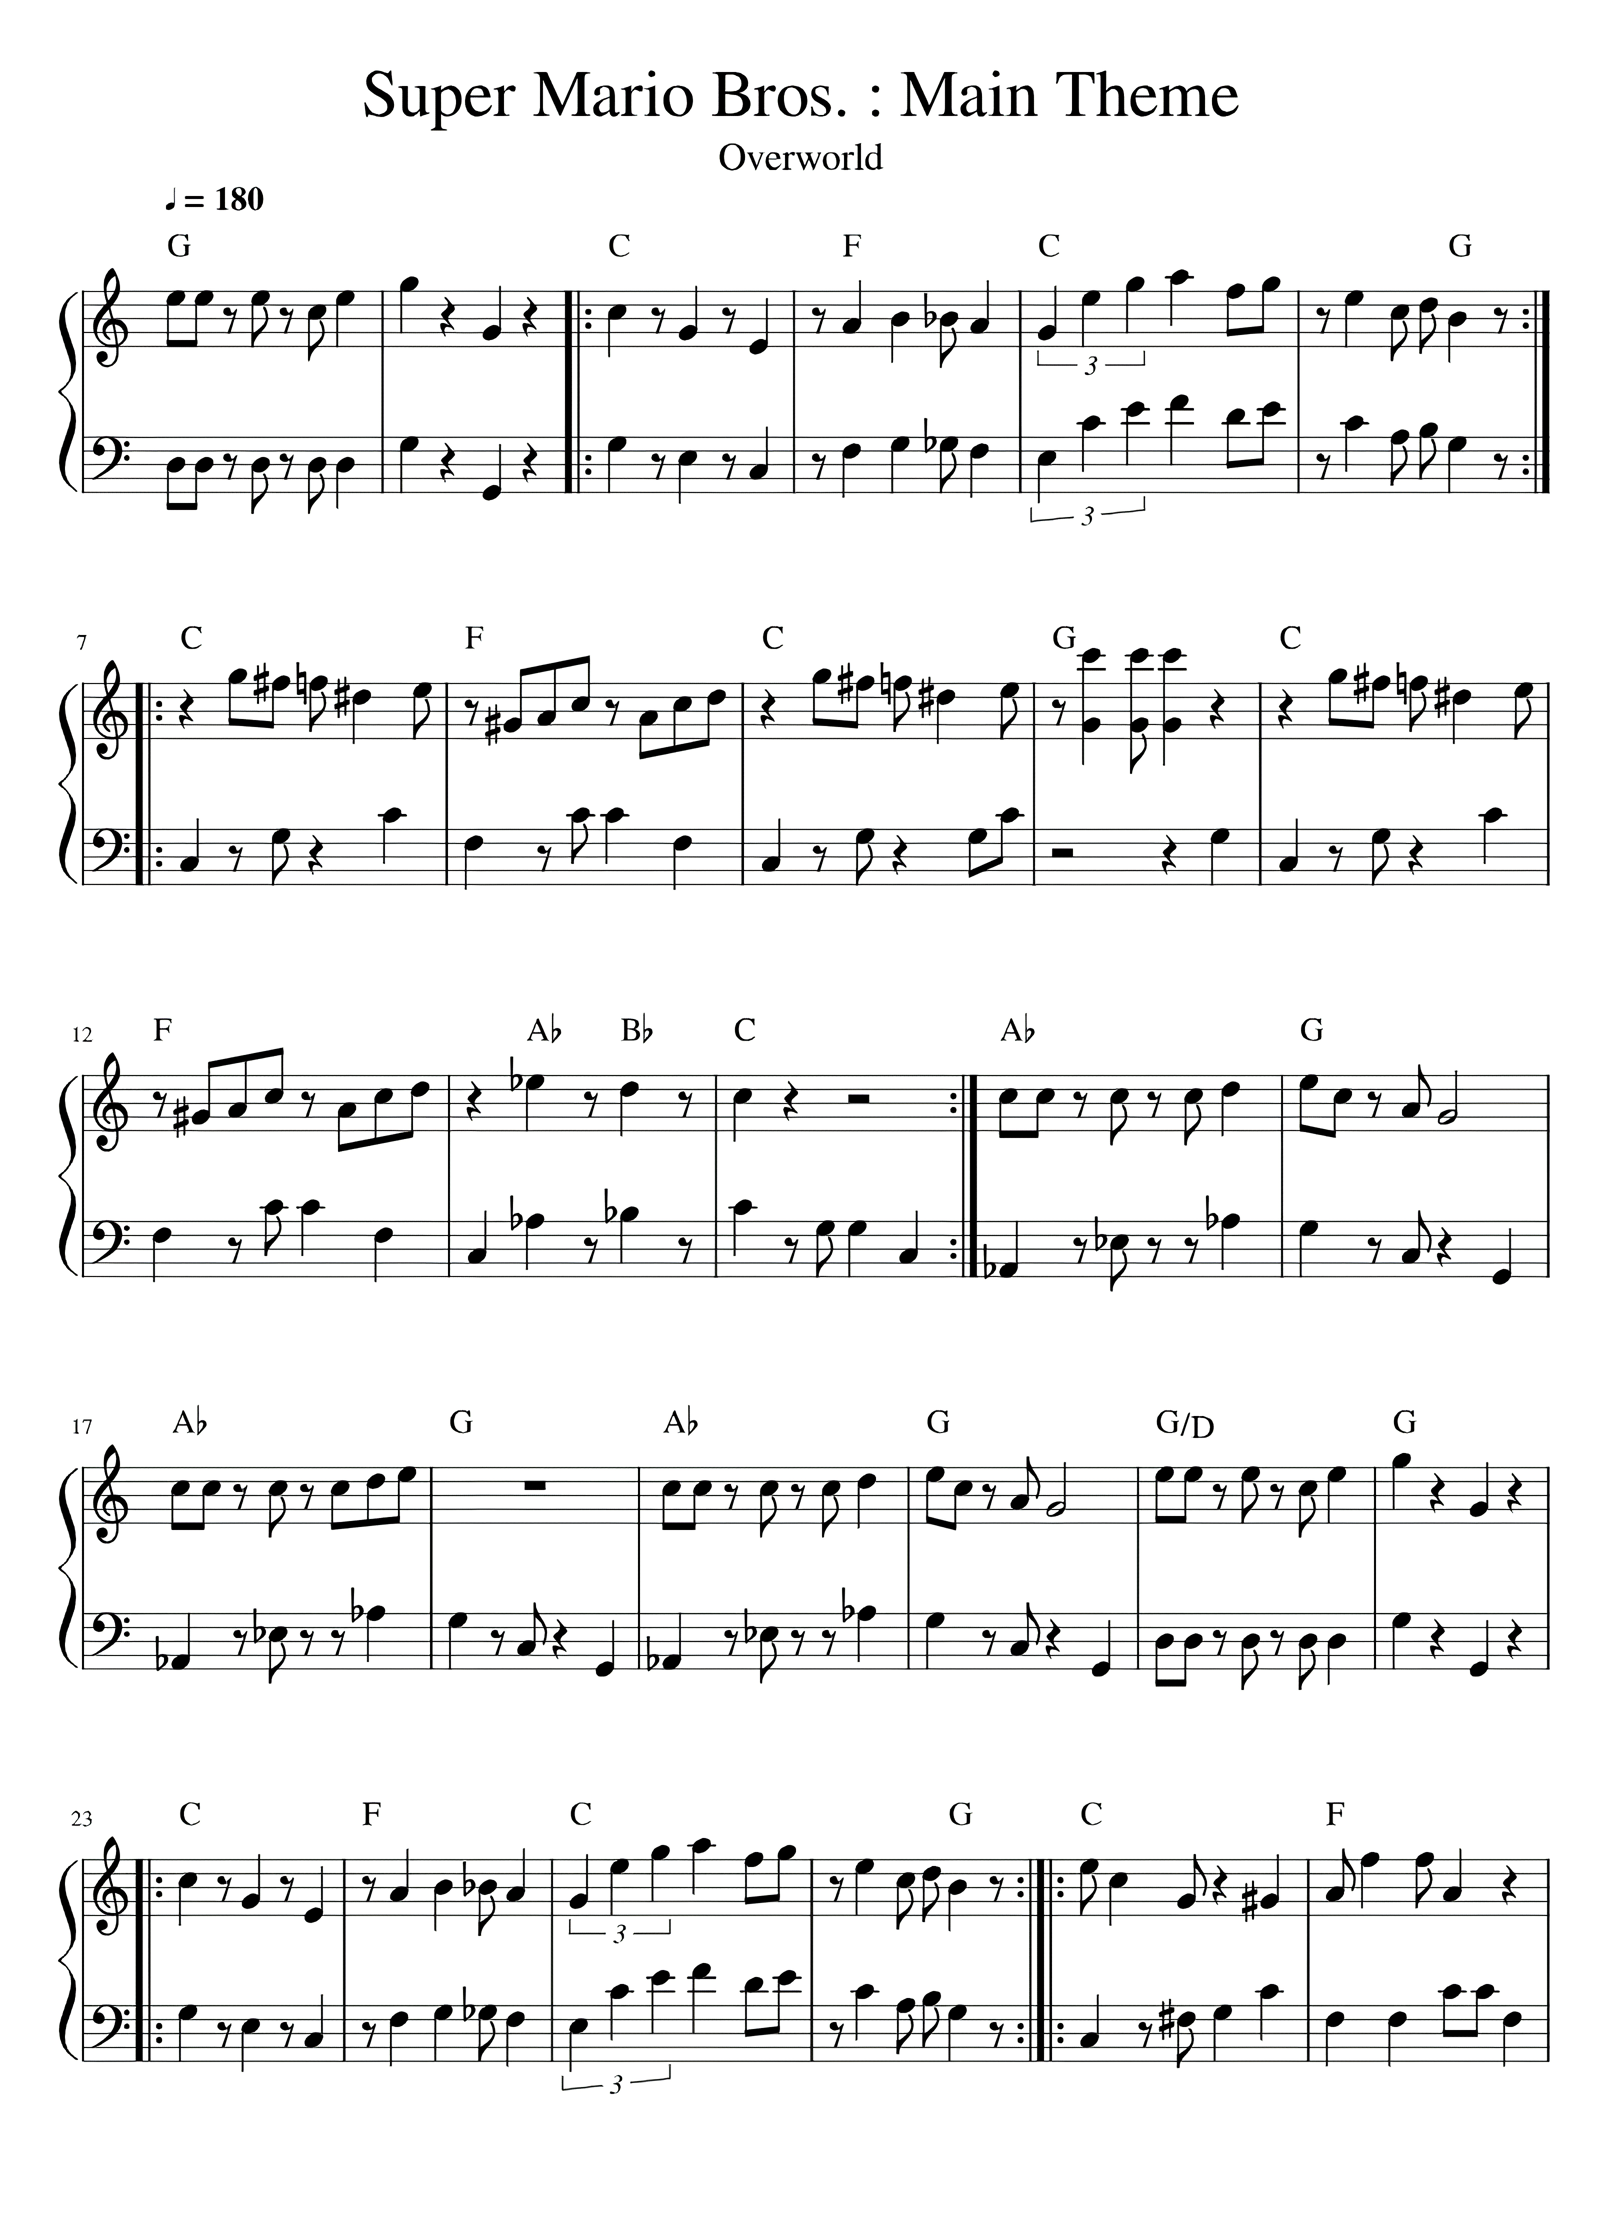 Super Mario Bros. : Main Theme
Overworld
♩ = 180
G C F C G
3
3
7 C F C G C
12 F A♭ B♭ C A♭ G
17 A♭ G A♭ G G/D G
23 C F C G C F
3
3